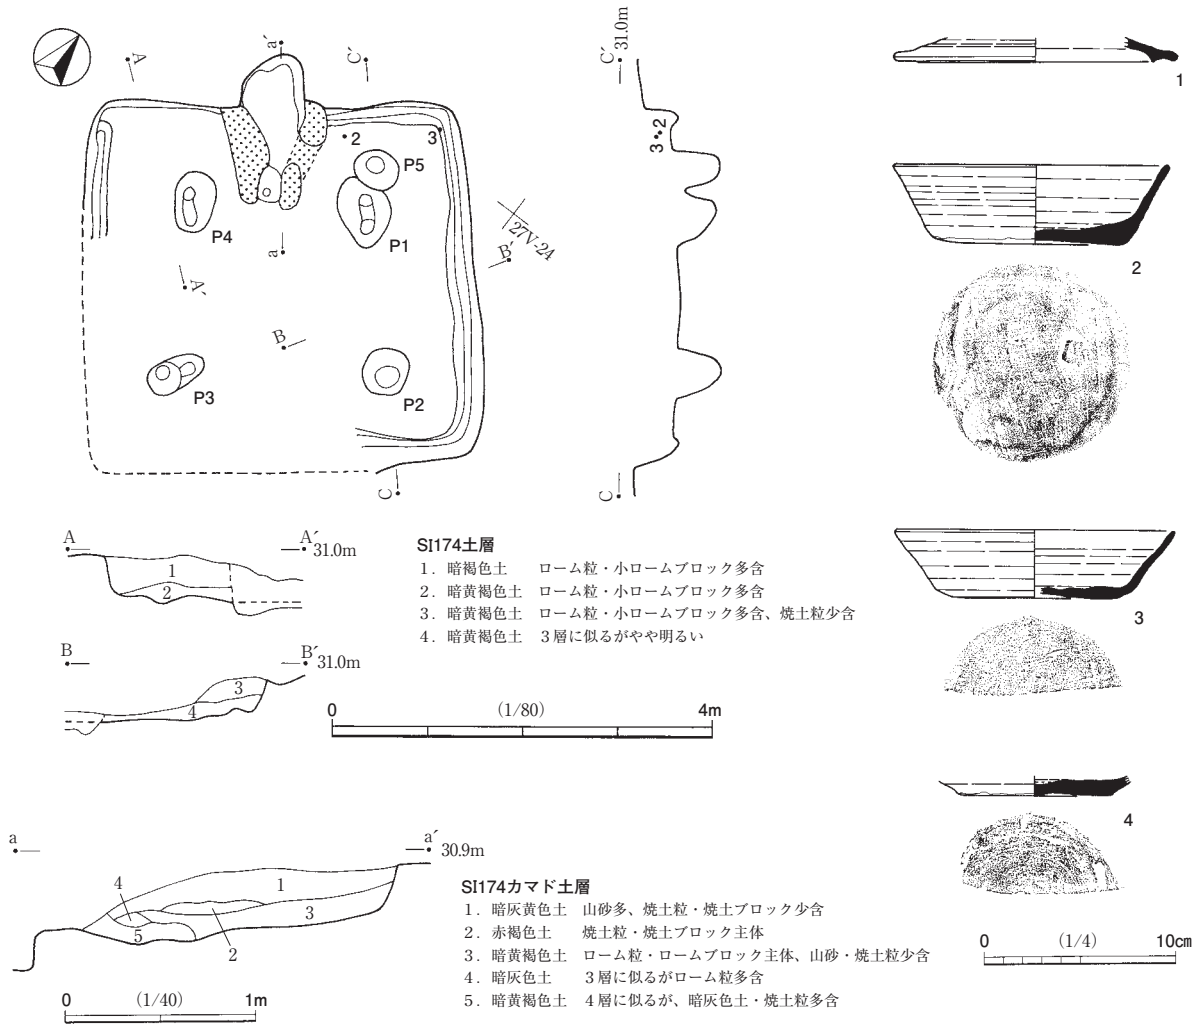 A
a´
C´
C´
31.0m
2
3
3
2
P5
P4
P1
27V-24
a
B´
A´
B
P3
P2
C
C
1
2
3
4
A
A´
31.0m
1
2
B
B´
31.0m
3
4
SI174土層
1．暗褐色土　ローム粒・小ロームブロック多含
2．暗黄褐色土　ローム粒・小ロームブロック多含
3．暗黄褐色土　ローム粒・小ロームブロック多含、焼土粒少含
4．暗黄褐色土　３層に似るがやや明るい
0 (1/80) 4m
a
a´
30.9m
4
1
3
5
2
SI174カマド土層
1．暗灰黄色土　山砂多、焼土粒・焼土ブロック少含
2．赤褐色土　焼土粒・焼土ブロック主体
3．暗黄褐色土　ローム粒・ロームブロック主体、山砂・焼土粒少含
4．暗灰色土　３層に似るがローム粒多含
5．暗黄褐色土　４層に似るが、暗灰色土・焼土粒多含
0 (1/40) 1m
0 (1/4) 10cm